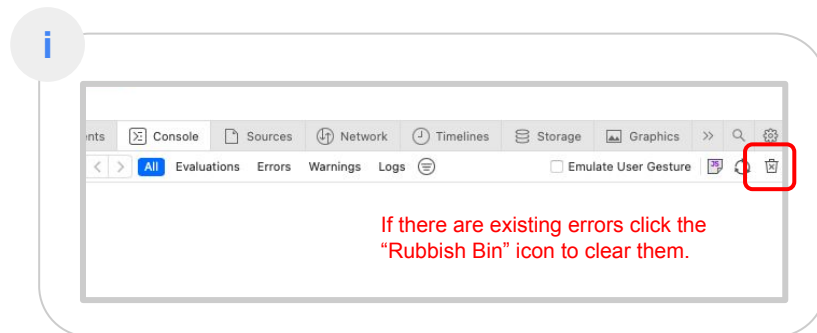 i
nts Console Sources Network Timelines Storage Graphics
All Evaluations Errors Warnings Logs Emulate User Gesture JS
If there are existing errors click the
“Rubbish Bin” icon to clear them.